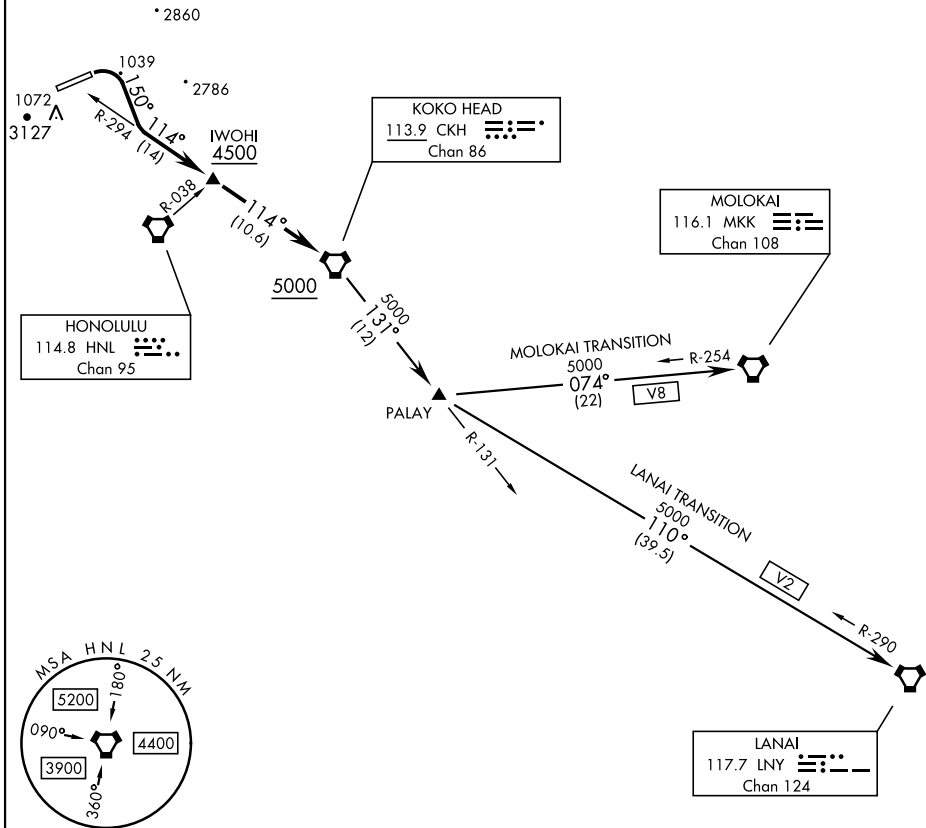 2860
1039
2786
1072
3127
150°
114°
R-294
(14)
IWOHI
4500
R-038
114°
(10.6)
KOKO HEAD
113.9 CKH
Chan 86
5000
MOLOKAI
116.1 MKK
Chan 108
HONOLULU
114.8 HNL
Chan 95
5000
131°
(12)
MOLOKAI TRANSITION
5000
074°
(22)
R-254
V8
PALAY
R-131
LANAI TRANSITION
5000
110°
(39.5)
V2
R-290
MSA HNL 25 NM
5200
180°
090°
4400
3900
360°
LANAI
117.7 LNY
Chan 124